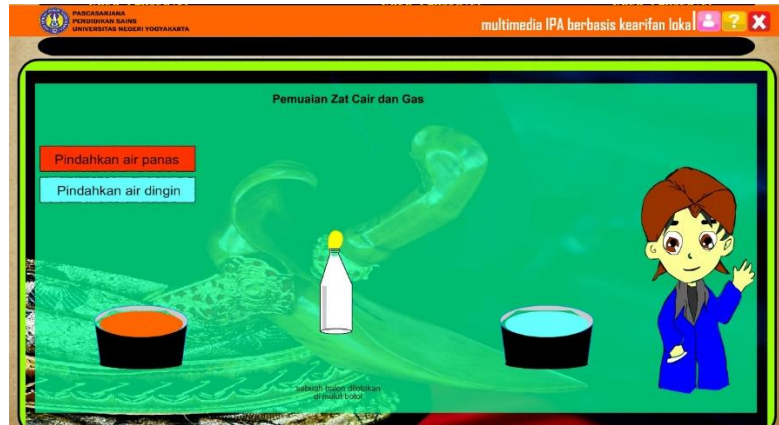 PASCASARJANA
PENDIDIKAN SAINS
UNIVERSITAS NEGERI YOGYAKARTA
multimedia IPA berbasis kearifan lokal
?
X
Pemuaian Zat Cair dan Gas
Pindahkan air panas
Pindahkan air dingin
sebuah balon diletakan
di mulut botol